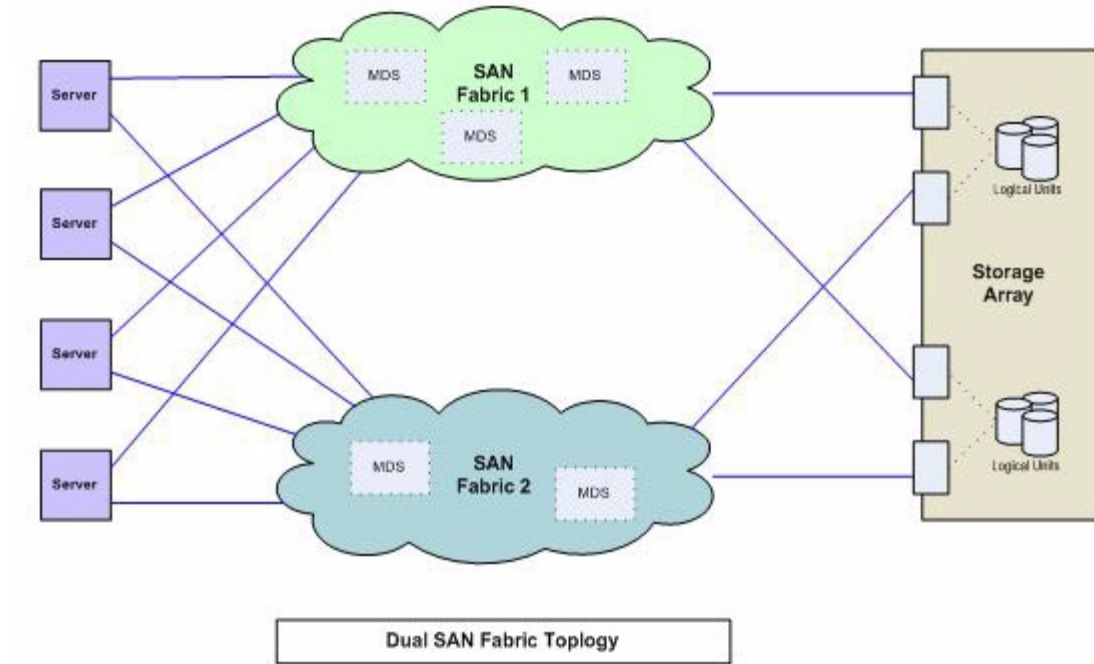 Server
Server
Server
Server
MDS
SAN
Fabric 1
MDS
MDS
MDS
SAN
Fabric 2
MDS
Logical Units
Storage
Array
Logical Units
Dual SAN Fabric Toplogy